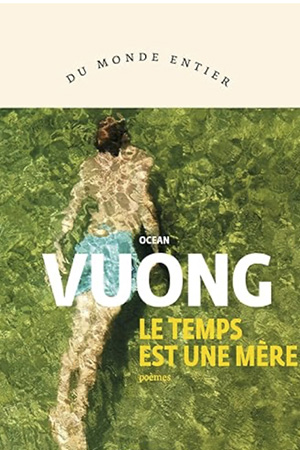 DU MONDE ENTIER
OCEAN
VUONG
LE TEMPS
EST UNE MÈRE
poèmes